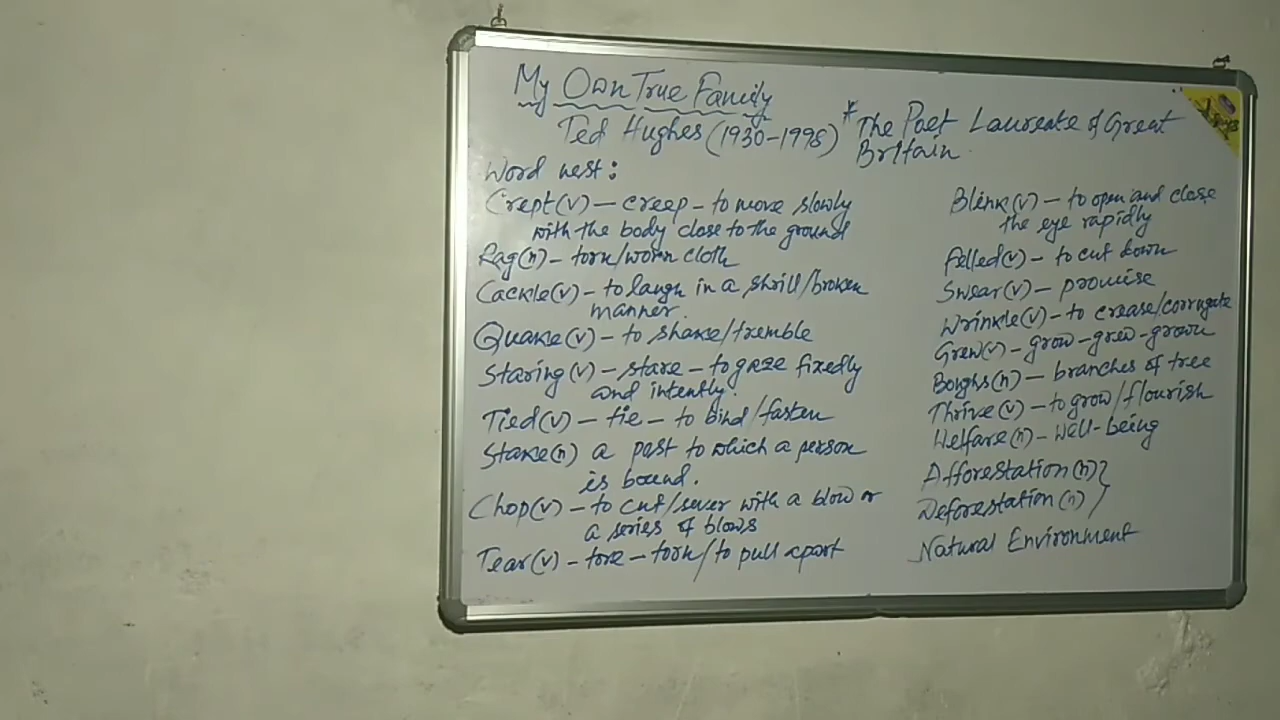 My Own True Family
Ted Hughes (1930-1998)
*The Poet Laureate of Great
Britain
Word nest:
Crept(v) – creep – to move slowly
with the body close to the ground
Rag(n) – torn/worn cloth
Cackle(v) – to laugh in a shrill/broken
manner.
Quake(v) – to shake/tremble
Staring(v) – stare – to gaze fixedly
and intently.
Tied(v) – tie – to bind/fasten
Stake(n) a post to which a person
is bound.
Chop(v) – to cut/sever with a blow or
a series of blows
Tear(v) – tore – torn/to pull apart
Blink(v) – to open and close
the eye rapidly
Felled(v) – to cut down
Swear(v) – promise
Wrinkle(v) – to crease/corrugate
Grew(v) – grow – grew – grown
Boughs(n) – branches of tree
Thrive(v) – to grow/flourish
Welfare(n) – well-being
Afforestation(n)}
Deforestation(n)
Natural Environment